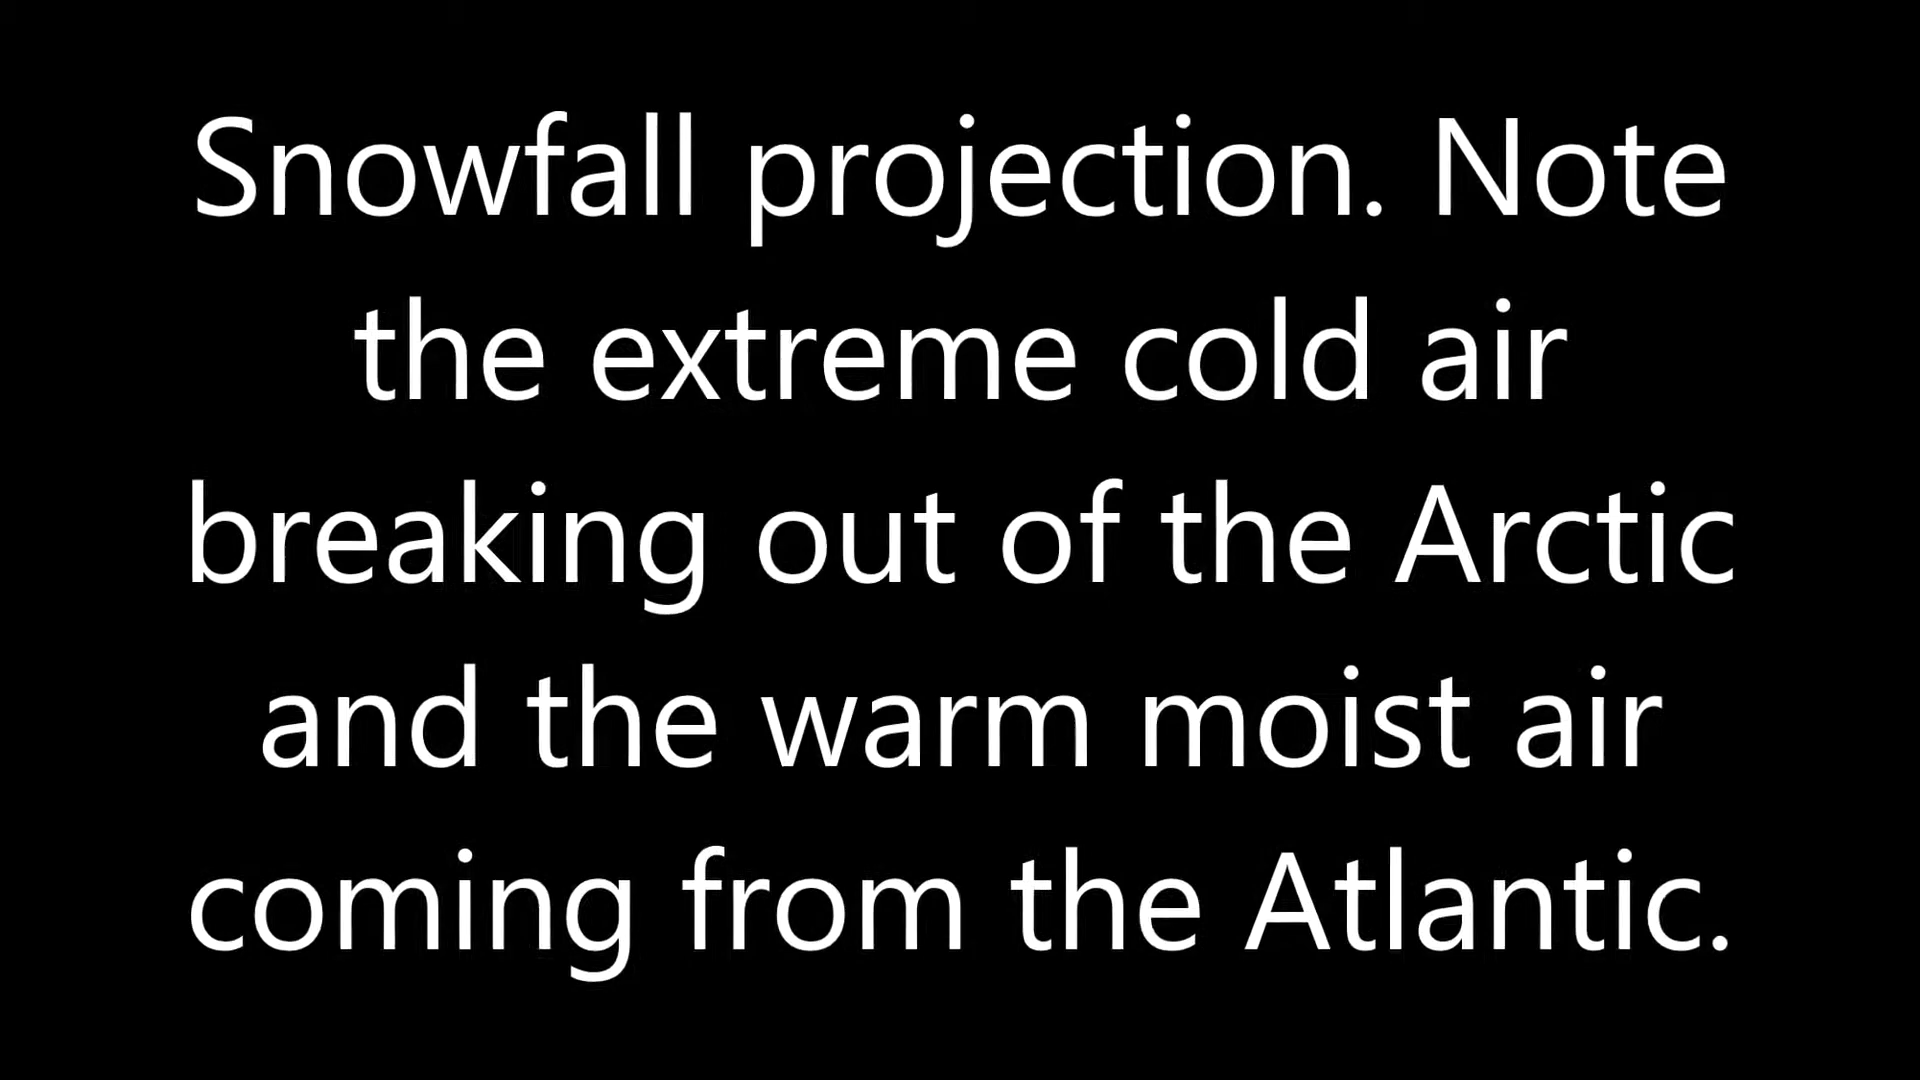 Snowfall projection. Note
the extreme cold air
breaking out of the Arctic
and the warm moist air
coming from the Atlantic.